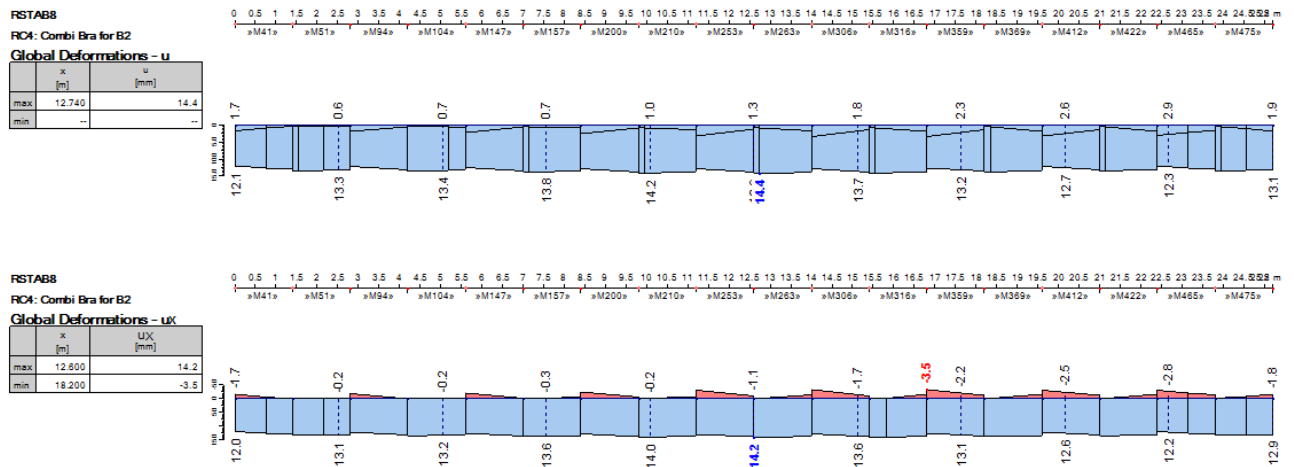 RSTAB8
RC4: Combi Bra for B2
Global Deformations - u
x u
[m] [mm]
max 12.740 14.4
min -- --
0 0.5 1 1.5 2 2.5 3 3.5 4 4.5 5 5.5 6 6.5 7 7.5 8 8.5 9 9.5 10 10.5 11 11.5 12 12.5 13 13.5 14 14.5 15 15.5 16 16.5 17 17.5 18 18.5 19 19.5 20 20.5 21 21.5 22 22.5 23 23.5 24 24.5 m
»M41» »M51» »M94» »M104» »M147» »M157» »M200» »M210» »M253» »M263» »M306» »M316» »M359» »M369» »M412» »M422» »M465» »M475»
1.7 0.6 0.7 0.7 1.0 1.3 1.8 2.3 2.6 2.9 1.9
12.1 13.3 13.4 13.8 14.2 14.4 13.7 13.2 12.7 12.3 13.1
RSTAB8
RC4: Combi Bra for B2
Global Deformations - uX
x UX
[m] [mm]
max 12.600 14.2
min 18.200 -3.5
0 0.5 1 1.5 2 2.5 3 3.5 4 4.5 5 5.5 6 6.5 7 7.5 8 8.5 9 9.5 10 10.5 11 11.5 12 12.5 13 13.5 14 14.5 15 15.5 16 16.5 17 17.5 18 18.5 19 19.5 20 20.5 21 21.5 22 22.5 23 23.5 24 24.5 m
»M41» »M51» »M94» »M104» »M147» »M157» »M200» »M210» »M253» »M263» »M306» »M316» »M359» »M369» »M412» »M422» »M465» »M475»
-1.7 -0.2 -0.2 -0.3 -0.2 -1.1 -1.7 -3.5 -2.2 -2.5 -2.8 -1.8
12.0 13.1 13.2 13.6 14.0 14.2 13.6 13.1 12.6 12.2 12.9